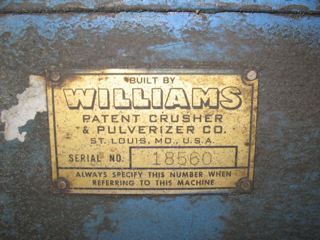 BUILT BY
WILLIAMS
PATENT CRUSHER
& PULVERIZER CO.
ST. LOUIS, MO., U.S.A.
SERIAL NO. 18560
ALWAYS SPECIFY THIS NUMBER WHEN
REFERRING TO THIS MACHINE